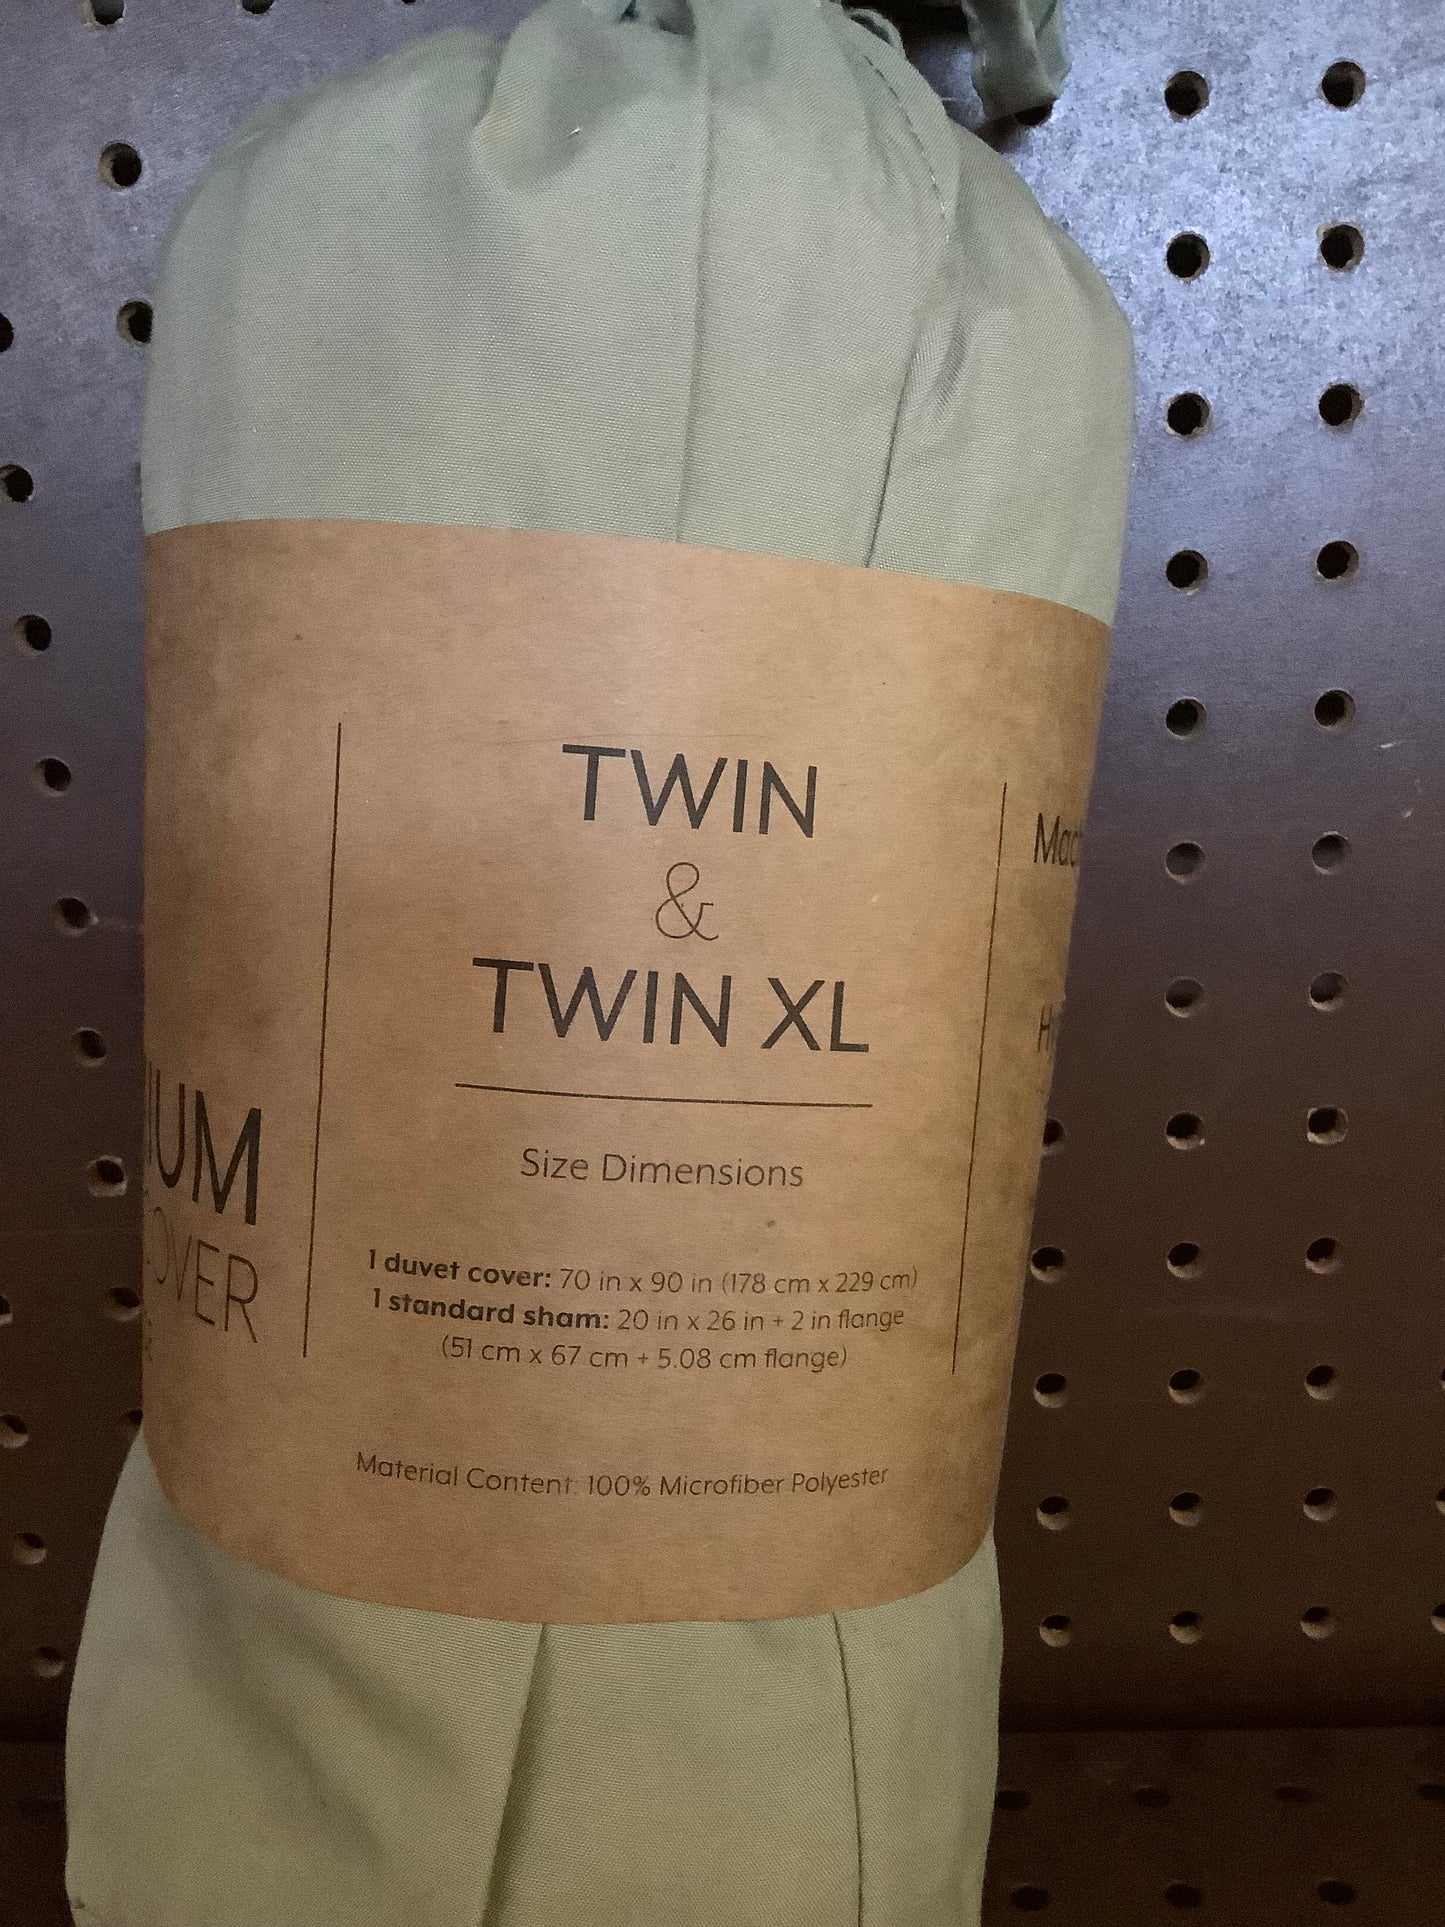 TWIN
&
TWIN XL
Size Dimensions
1 duvet cover: 70 in x 90 in (178 cm x 229 cm)
1 standard sham: 20 in x 26 in + 2 in flange
(51 cm x 67 cm + 5.08 cm flange)
Material Content: 100% Microfiber Polyester
IUM
OVER